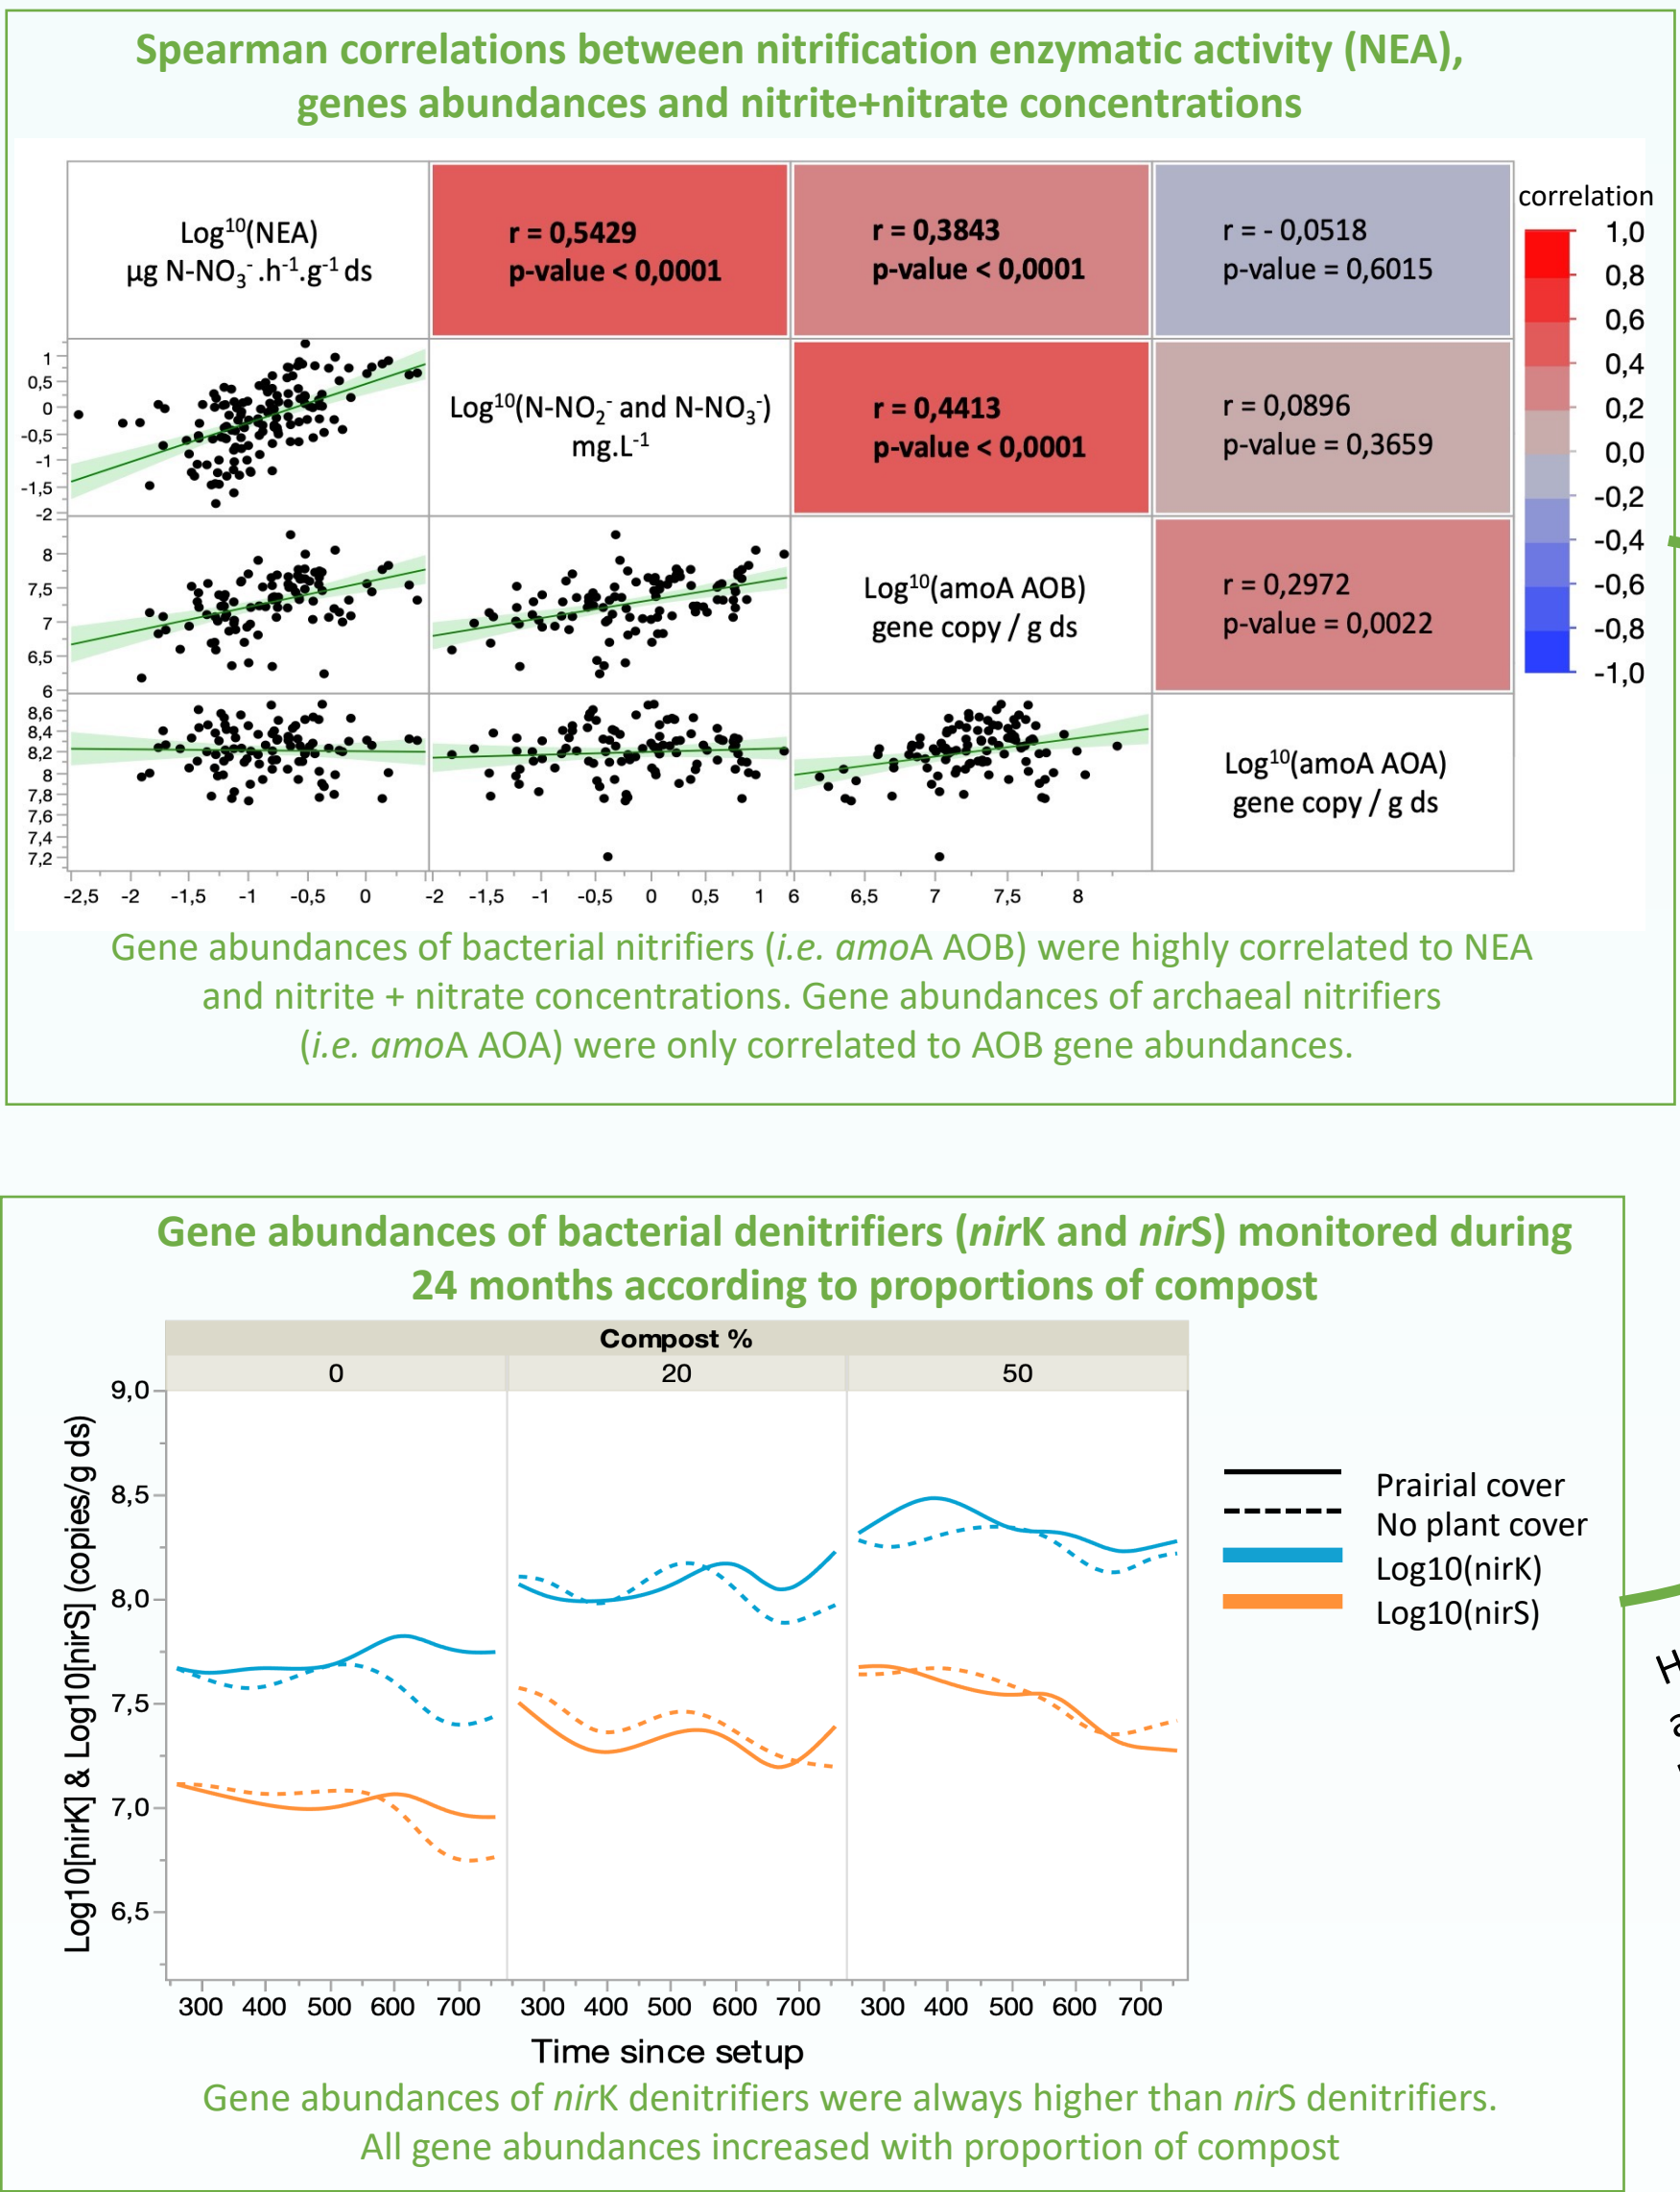 Spearman correlations between nitrification enzymatic activity (NEA),
genes abundances and nitrite+nitrate concentrations
Log¹⁰(NEA)
µg N-NO₃⁻ .h⁻¹.g⁻¹ ds
r = 0,5429
p-value < 0,0001
r = 0,3843
p-value < 0,0001
r = - 0,0518
p-value = 0,6015
correlation
1,0
0,8
0,6
0,4
0,2
0,0
-0,2
-0,4
-0,6
-0,8
-1,0
1
0,5
0
-0,5
-1
-1,5
-2
Log¹⁰(N-NO₂⁻ and N-NO₃⁻)
mg.L⁻¹
r = 0,4413
p-value < 0,0001
r = 0,0896
p-value = 0,3659
8
7,5
7
6,5
6
Log¹⁰(amoA AOB)
gene copy / g ds
r = 0,2972
p-value = 0,0022
8,6
8,4
8,2
8
7,8
7,6
7,4
7,2
Log¹⁰(amoA AOA)
gene copy / g ds
-2,5 -2 -1,5 -1 -0,5 0 -2 -1,5 -1 -0,5 0 0,5 1 6 6,5 7 7,5 8
Gene abundances of bacterial nitrifiers (i.e. amoA AOB) were highly correlated to NEA
and nitrite + nitrate concentrations. Gene abundances of archaeal nitrifiers
(i.e. amoA AOA) were only correlated to AOB gene abundances.
Gene abundances of bacterial denitrifiers (nirK and nirS) monitored during
24 months according to proportions of compost
Compost %
0 20 50
Log10[nirK] & Log10[nirS] (copies/g ds)
9,0
8,5
8,0
7,5
7,0
6,5
Prairial cover
No plant cover
Log10(nirK)
Log10(nirS)
300 400 500 600 700 300 400 500 600 700 300 400 500 600 700
Time since setup
Gene abundances of nirK denitrifiers were always higher than nirS denitrifiers.
All gene abundances increased with proportion of compost